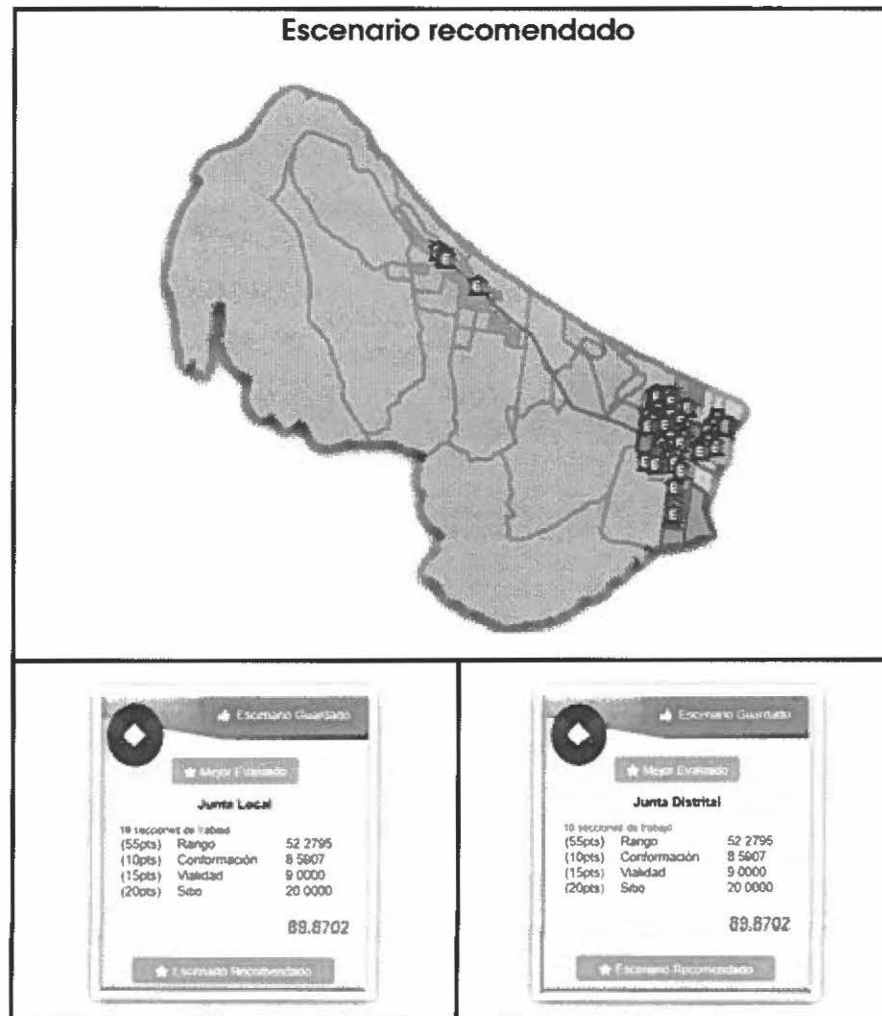 Escenario recomendado
E
E
Escenario Guardado
Mejor Evaluado
Junta Local
secciones de trabajo
(55pts) Rango 52 2795
(10pts) Conformación 8 5907
(15pts) Vialidad 9 0000
(20pts) Sitio 20 0000
89.8702
Escenario Recomendado
Escenario Guardado
Mejor Evaluado
Junta Distrital
secciones de trabajo
(55pts) Rango 52 2795
(10pts) Conformación 8 5907
(15pts) Vialidad 9 0000
(20pts) Sitio 20 0000
89.8702
Escenario Recomendado